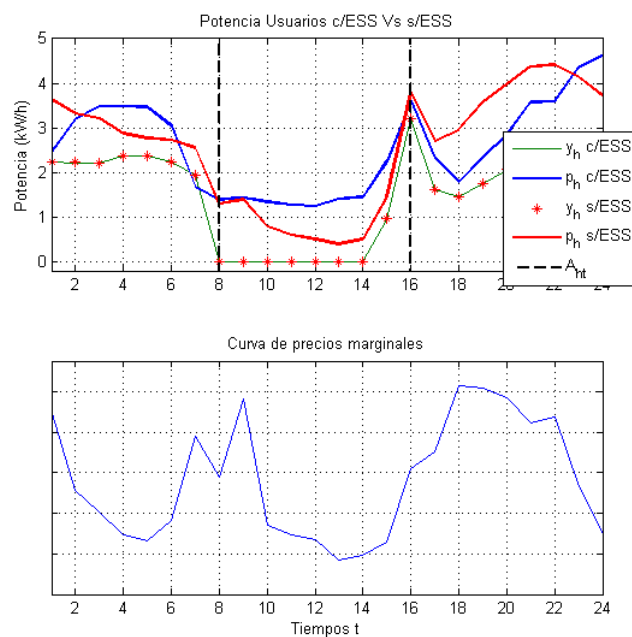 Potencia Usuarios c/ESS Vs s/ESS
5
4
3
2
1
0
Potencia (kW/h)
y_h c/ESS
p_h c/ESS
y_h s/ESS
p_h s/ESS
A_ht
2 4 6 8 10 12 14 16 18 20 22 24
Curva de precios marginales
2 4 6 8 10 12 14 16 18 20 22 24
Tiempos t